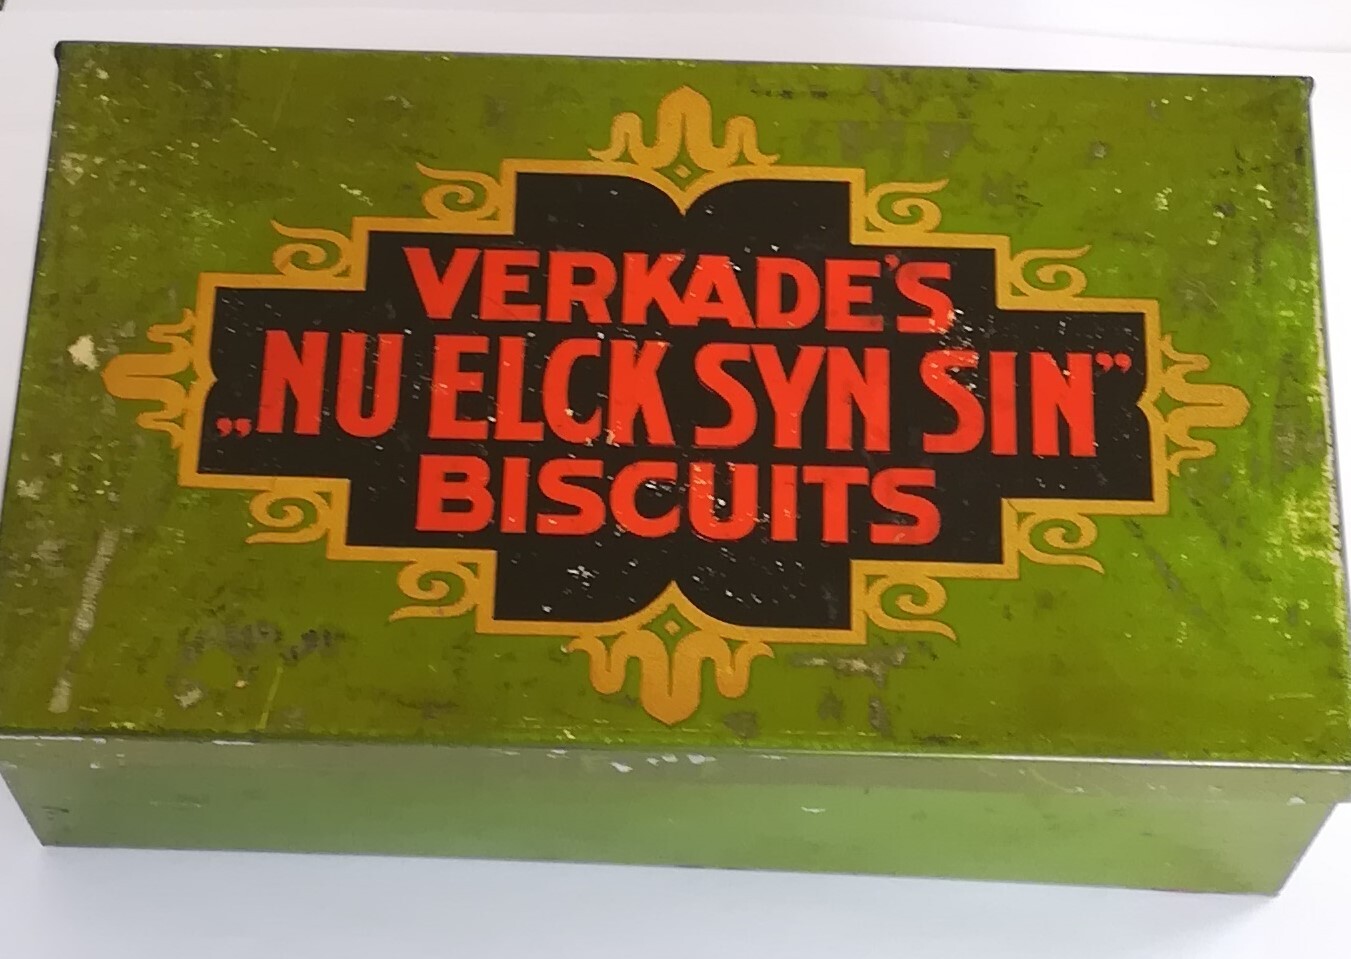 VERKADE'S
„NU ELCK SYN SIN”
BISCUITS